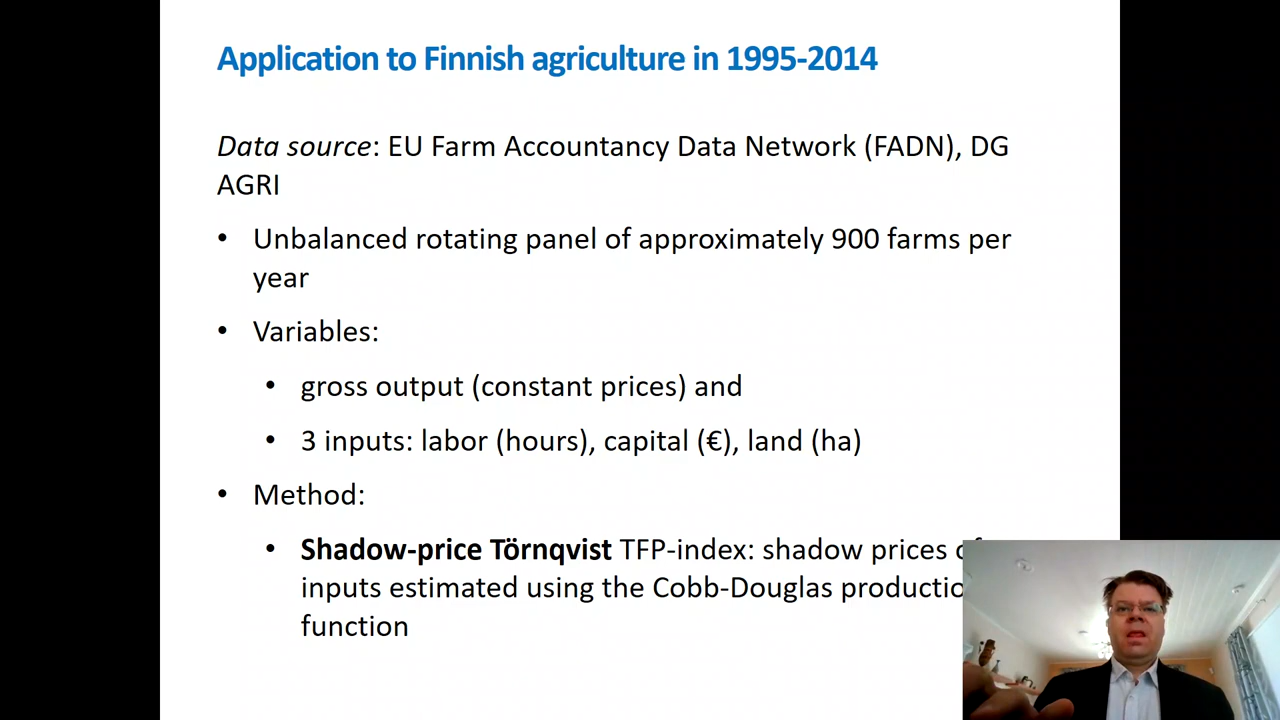 Application to Finnish agriculture in 1995-2014
Data source: EU Farm Accountancy Data Network (FADN), DG
AGRI
• Unbalanced rotating panel of approximately 900 farms per
year
• Variables:
• gross output (constant prices) and
• 3 inputs: labor (hours), capital (€), land (ha)
• Method:
• Shadow-price Törnqvist TFP-index: shadow prices of
inputs estimated using the Cobb-Douglas productio
function